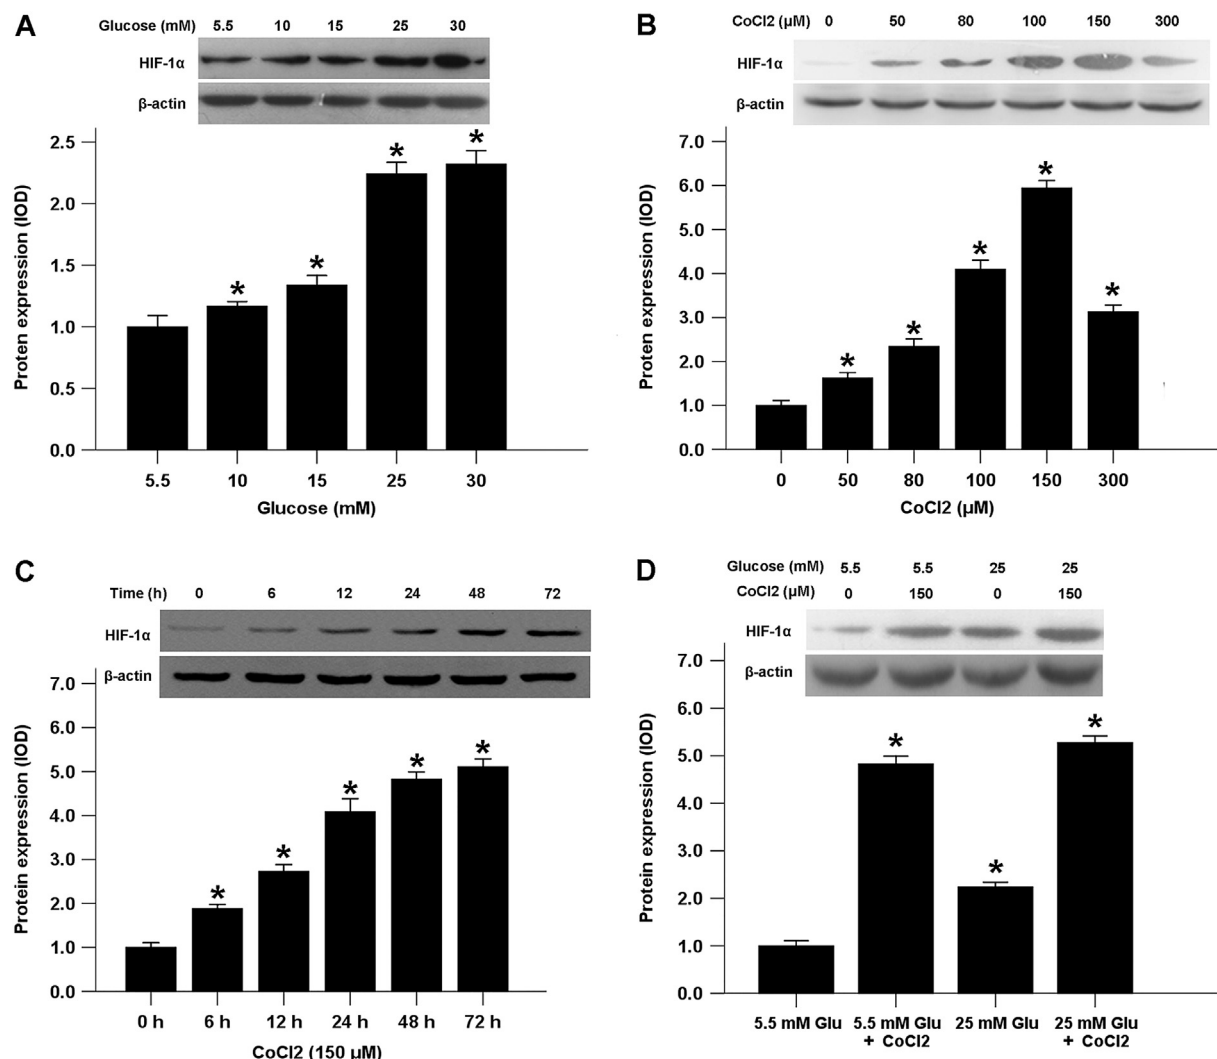 A
Glucose (mM) 5.5 10 15 25 30
HIF-1α
β-actin
2.5
2.0
1.5
1.0
0.5
0.0
Proten expression (IOD)
* * * *
5.5 10 15 25 30
Glucose (mM)
B
CoCl2 (µM) 0 50 80 100 150 300
HIF-1α
β-actin
7.0
6.0
5.0
4.0
3.0
2.0
1.0
0.0
Proten expression (IOD)
* * * * *
0 50 80 100 150 300
CoCl2 (µM)
C
Time (h) 0 6 12 24 48 72
HIF-1α
β-actin
7.0
6.0
5.0
4.0
3.0
2.0
1.0
0.0
Protein expression (IOD)
* * * * *
0 h 6 h 12 h 24 h 48 h 72 h
CoCl2 (150 µM)
D
Glucose (mM) 5.5 5.5 25 25
CoCl2 (µM) 0 150 0 150
HIF-1α
β-actin
7.0
6.0
5.0
4.0
3.0
2.0
1.0
0.0
Protein expression (IOD)
* * *
5.5 mM Glu 5.5 mM Glu 25 mM Glu 25 mM Glu
+ CoCl2 + CoCl2